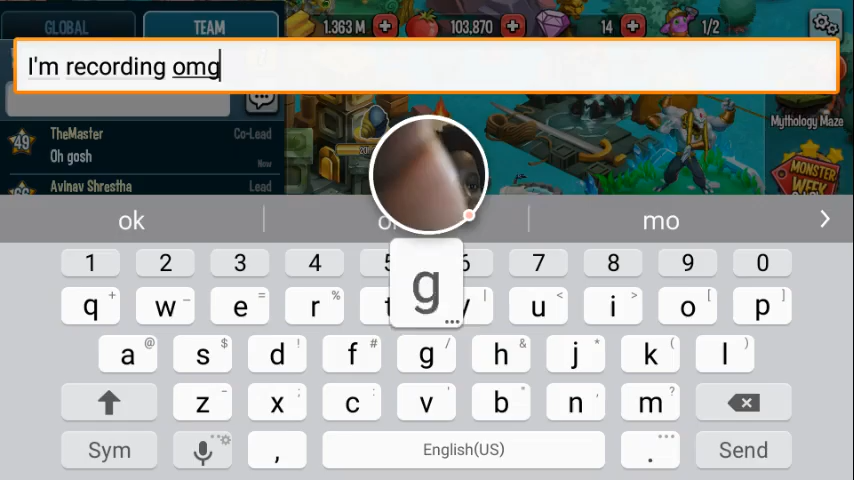 GLOBAL TEAM 1.363 M 103,870 14 1/2
I'm recording omg
Mythology Maze
49 TheMaster Co-Lead
Oh gosh Now
Avinav Shrestha Lead
MONSTER
WEEK
ok mo
1 2 3 4 5 6 7 8 9 0
q + w _ e = r % t g y | u < i > o [ p ]
a @ s $ d ! f # g / h & j * k ( l )
z - x ; c : v ' b " n , m ?
Sym , English(US) . Send